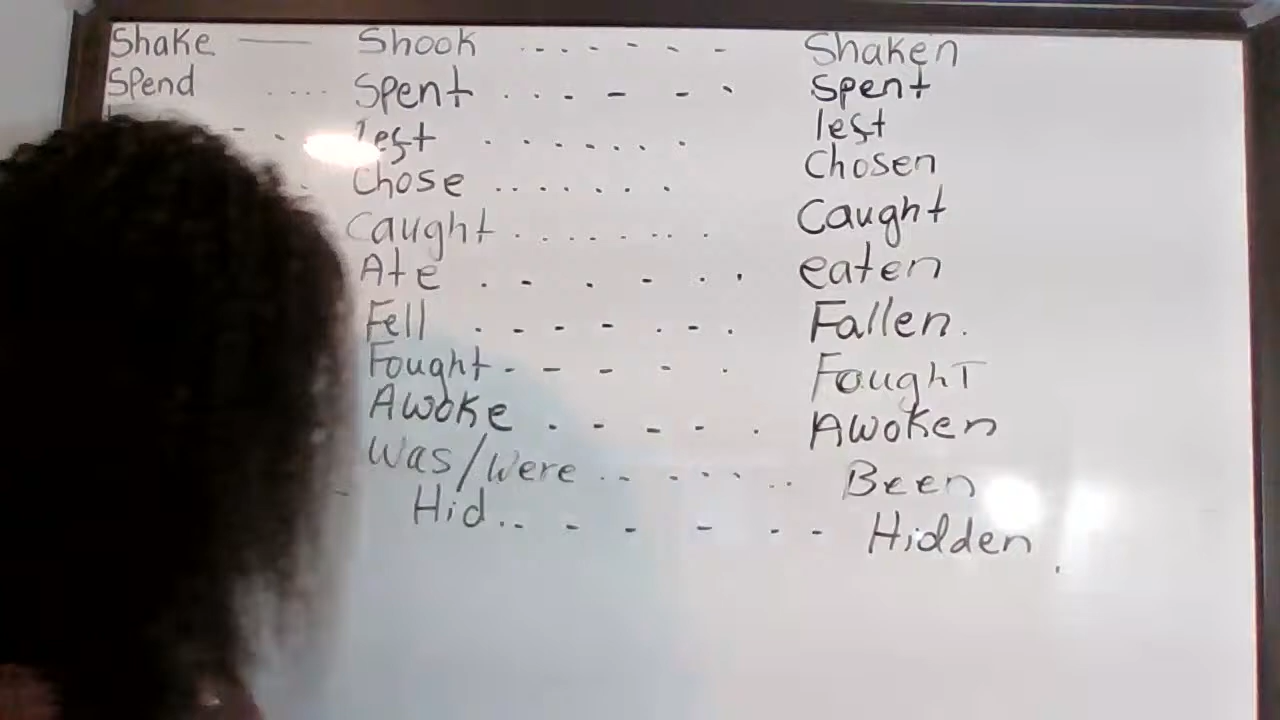 Shake — Shook ....... Shaken
Spend .... Spent ....... Spent
lest ....... lest
Chose ....... Chosen
Caught ....... Caught
Ate ...... eaten
Fell ....... Fallen.
Fought ..... Fought
Awoke ..... Awoken
Was/Were ....... Been
Hid ....... Hidden